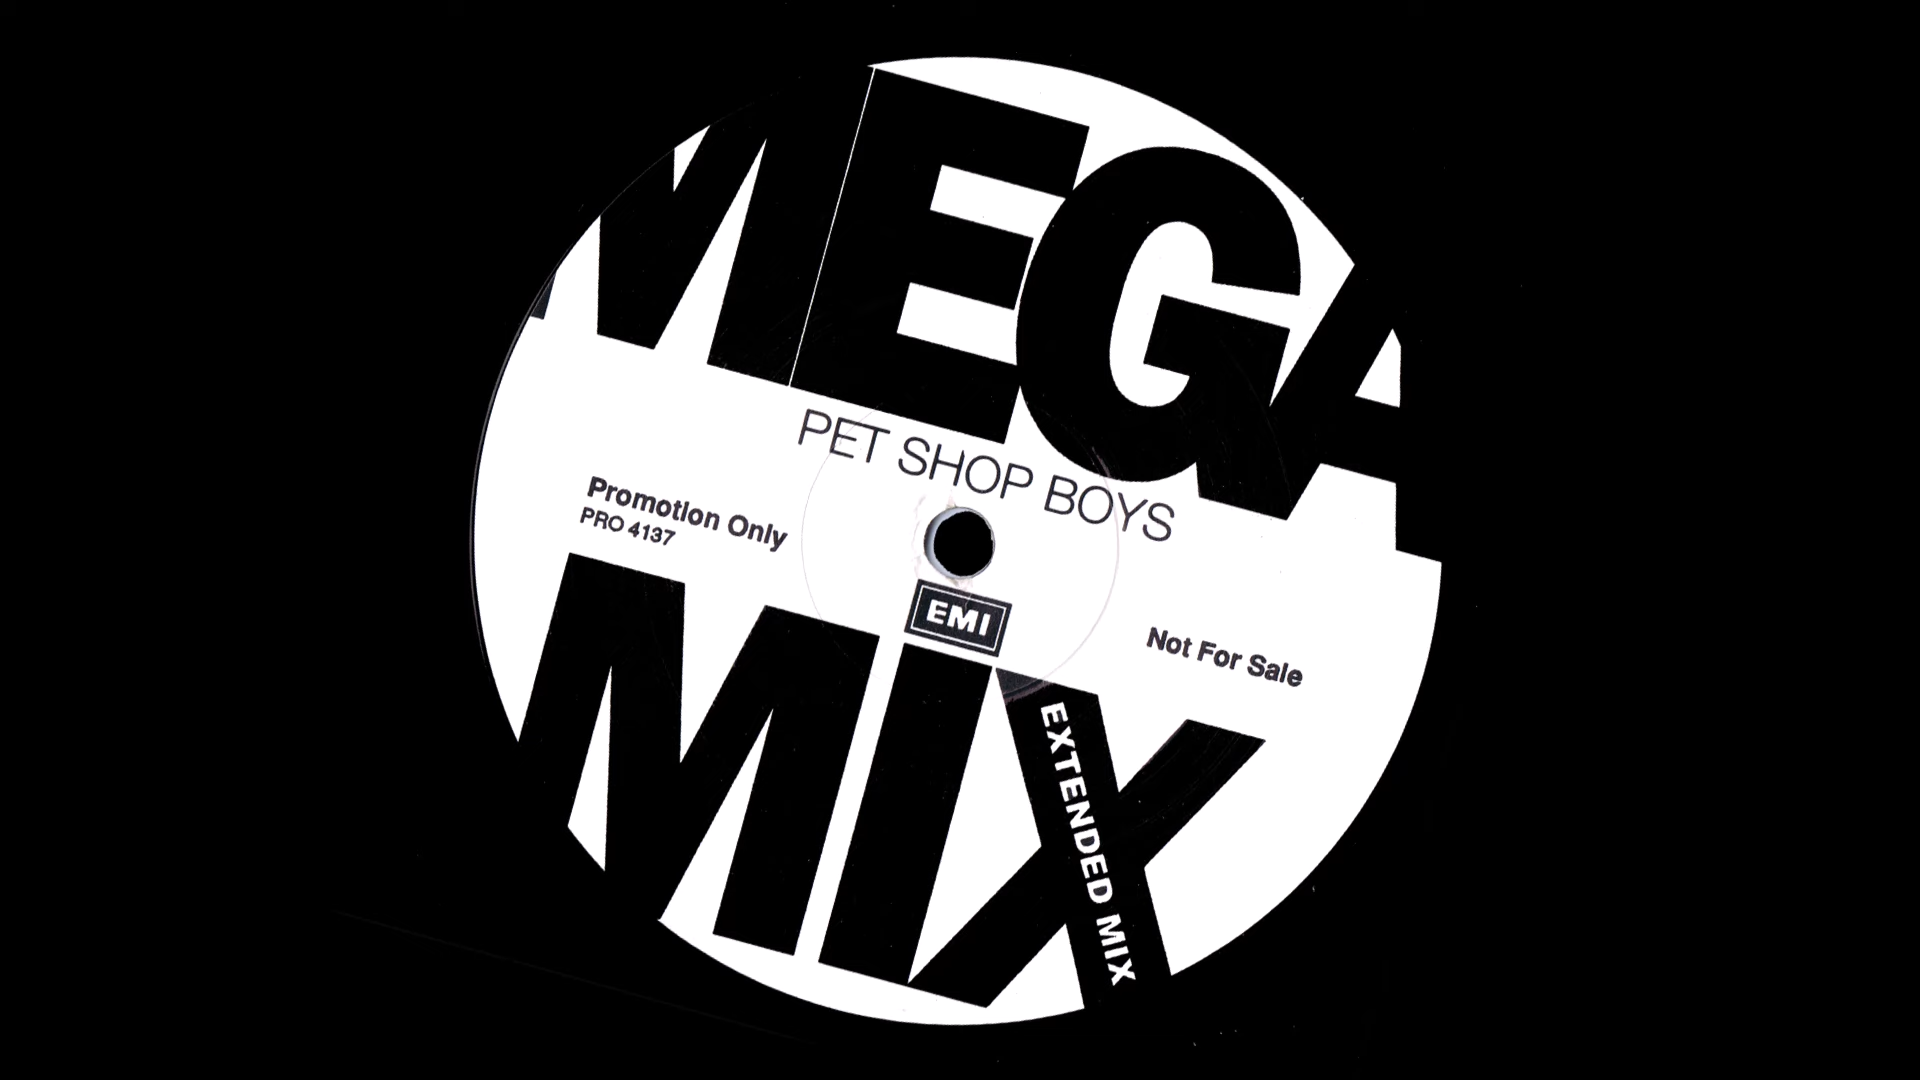 MEGA
PET SHOP BOYS
Promotion Only
PRO 4137
EMI
Not For Sale
MIX
EXTENDED MIX